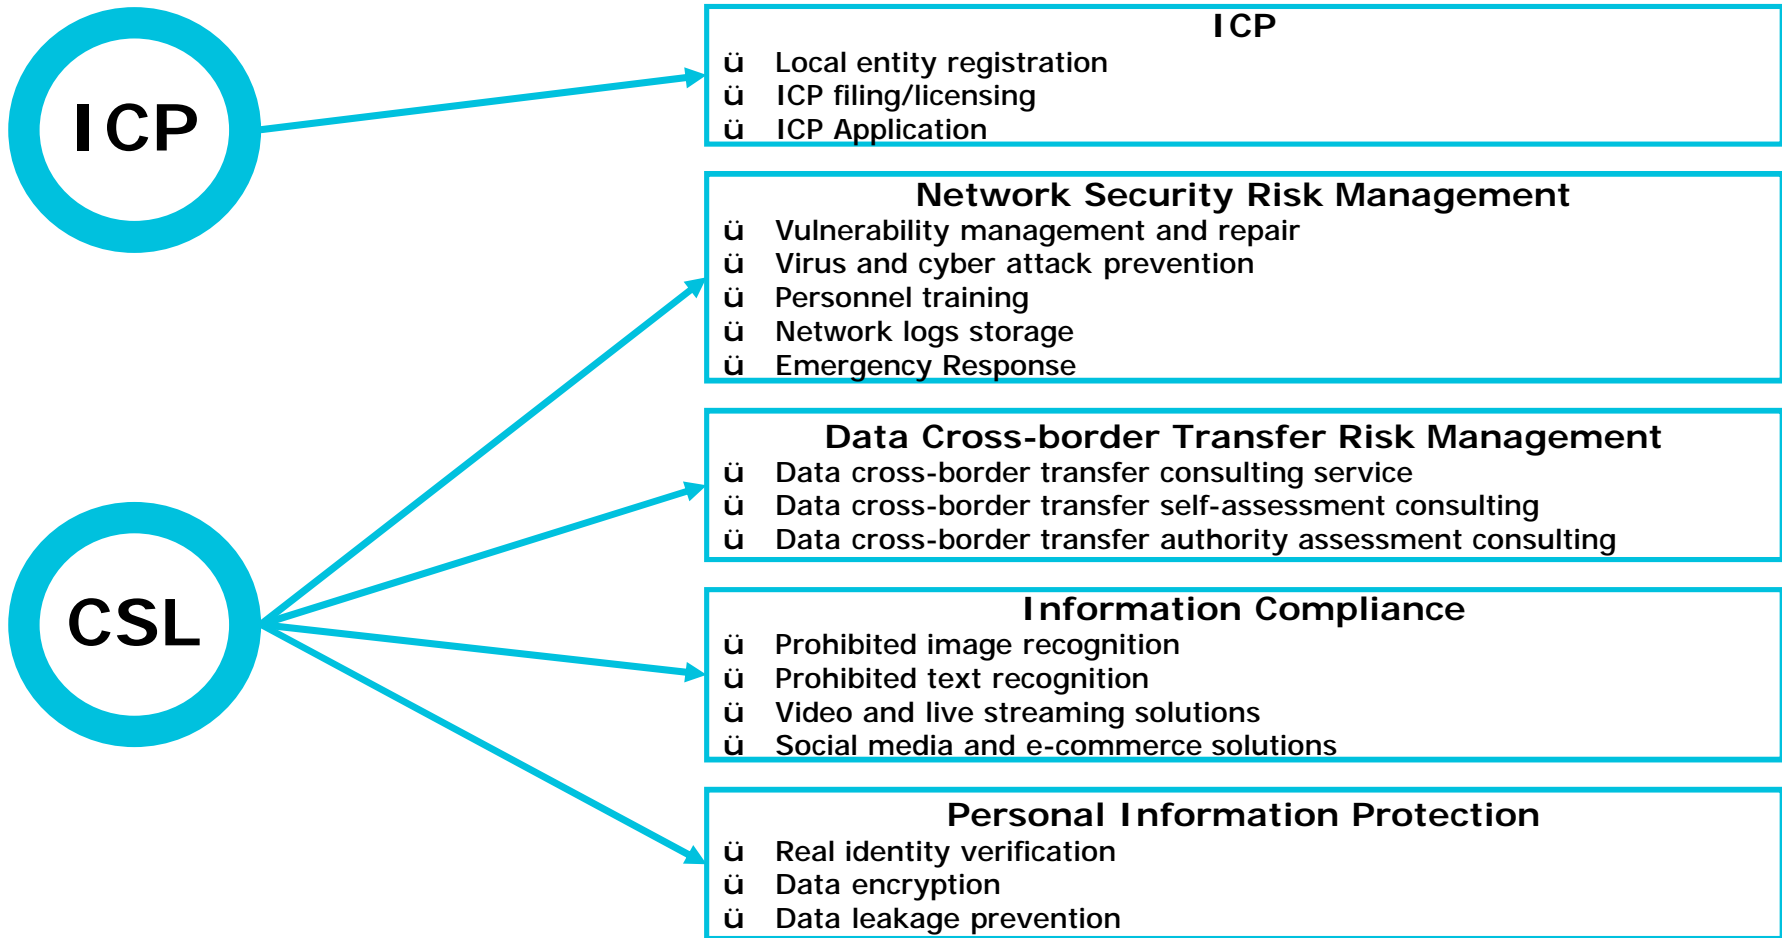 ICP
ICP
ü Local entity registration
ü ICP filing/licensing
ü ICP Application
Network Security Risk Management
ü Vulnerability management and repair
ü Virus and cyber attack prevention
ü Personnel training
ü Network logs storage
ü Emergency Response
Data Cross-border Transfer Risk Management
ü Data cross-border transfer consulting service
ü Data cross-border transfer self-assessment consulting
ü Data cross-border transfer authority assessment consulting
CSL
Information Compliance
ü Prohibited image recognition
ü Prohibited text recognition
ü Video and live streaming solutions
ü Social media and e-commerce solutions
Personal Information Protection
ü Real identity verification
ü Data encryption
ü Data leakage prevention